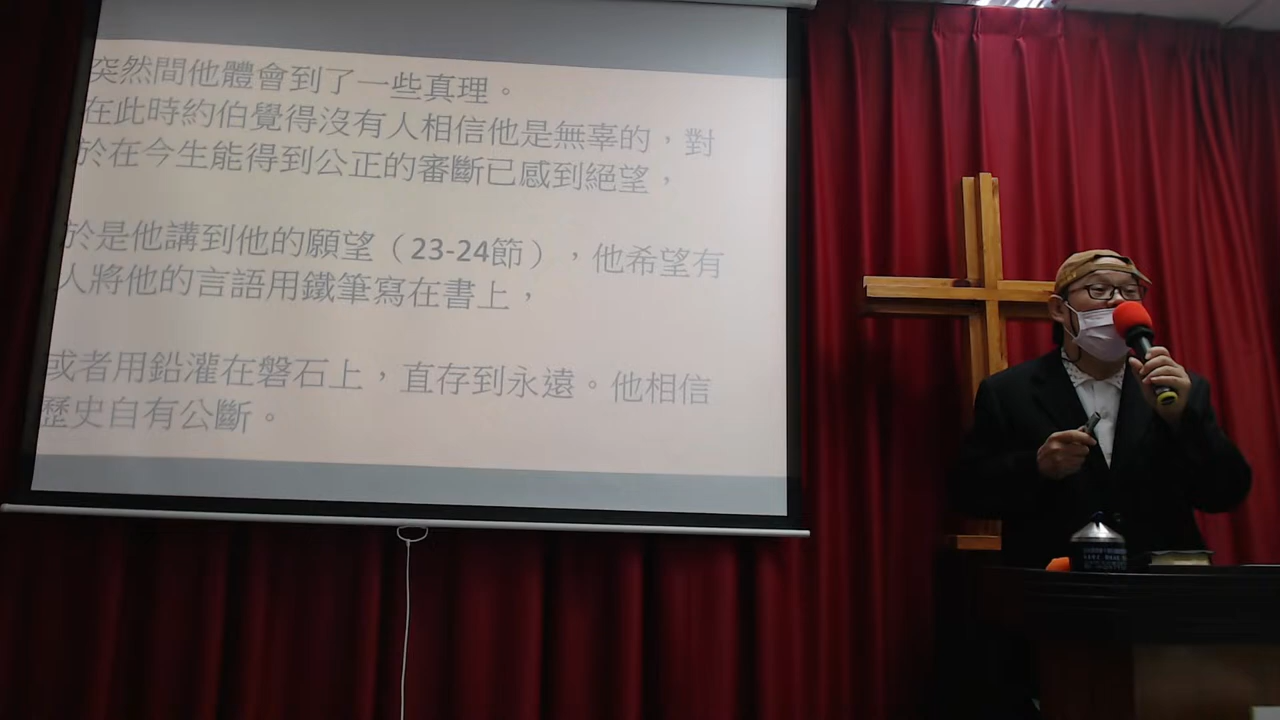 突然間他體會到了一些真理。
在此時約伯覺得沒有人相信他是無辜的，對
於在今生能得到公正的審斷已感到絕望，
於是他講到他的願望（23-24節），他希望有
人將他的言語用鐵筆寫在書上，
或者用鉛灌在磐石上，直存到永遠。他相信
歷史自有公斷。